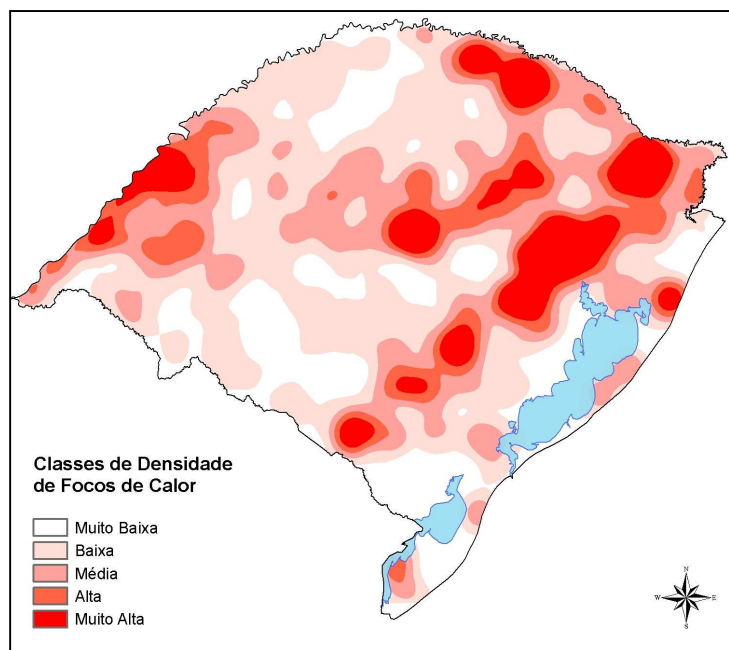 Classes de Densidade
de Focos de Calor
Muito Baixa
Baixa
Média
Alta
Muito Alta
N
W E
S